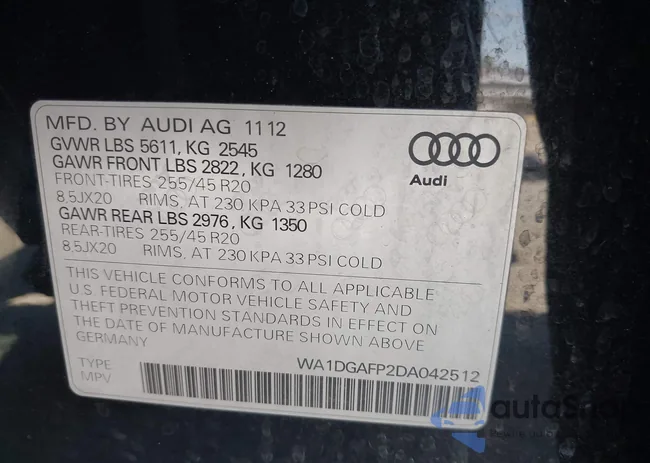 MFD. BY AUDI AG 11 12
GVWR LBS 5611, KG 2545
GAWR FRONT LBS 2822, KG 1280
FRONT-TIRES 255/45 R20
8,5JX20 RIMS, AT 230 KPA 33 PSI COLD
GAWR REAR LBS 2976, KG 1350
REAR-TIRES 255/45 R20
8,5JX20 RIMS, AT 230 KPA 33 PSI COLD
Audi
THIS VEHICLE CONFORMS TO ALL APPLICABLE
U.S. FEDERAL MOTOR VEHICLE SAFETY AND
THEFT PREVENTION STANDARDS IN EFFECT ON
THE DATE OF MANUFACTURE SHOWN ABOVE
GERMANY
TYPE
MPV
WA1DGAFP2DA042512